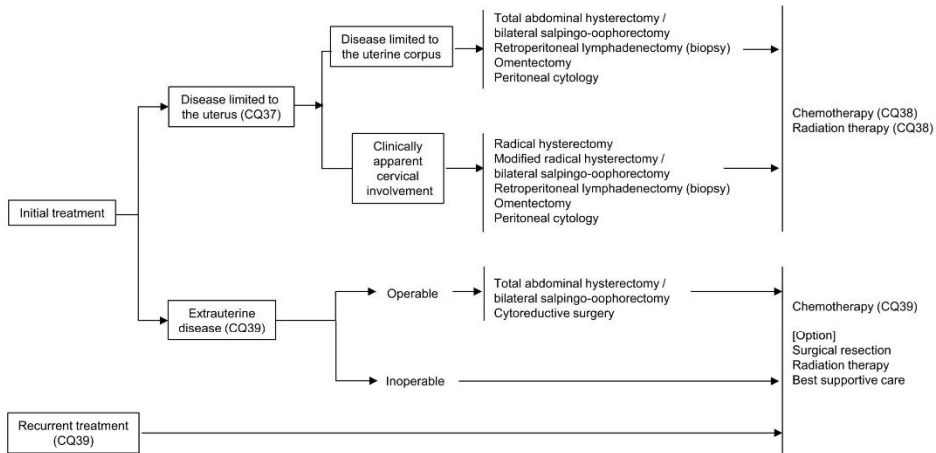 Initial treatment
Disease limited to
the uterus (CQ37)
Disease limited to
the uterine corpus
Total abdominal hysterectomy /
bilateral salpingo-oophorectomy
Retroperitoneal lymphadenectomy (biopsy)
Omentectomy
Peritoneal cytology
Clinically
apparent
cervical
involvement
Radical hysterectomy
Modified radical hysterectomy /
bilateral salpingo-oophorectomy
Retroperitoneal lymphadenectomy (biopsy)
Omentectomy
Peritoneal cytology
Chemotherapy (CQ38)
Radiation therapy (CQ38)
Extrauterine
disease (CQ39)
Operable
Total abdominal hysterectomy /
bilateral salpingo-oophorectomy
Cytoreductive surgery
Inoperable
Chemotherapy (CQ39)
[Option]
Surgical resection
Radiation therapy
Best supportive care
Recurrent treatment
(CQ39)